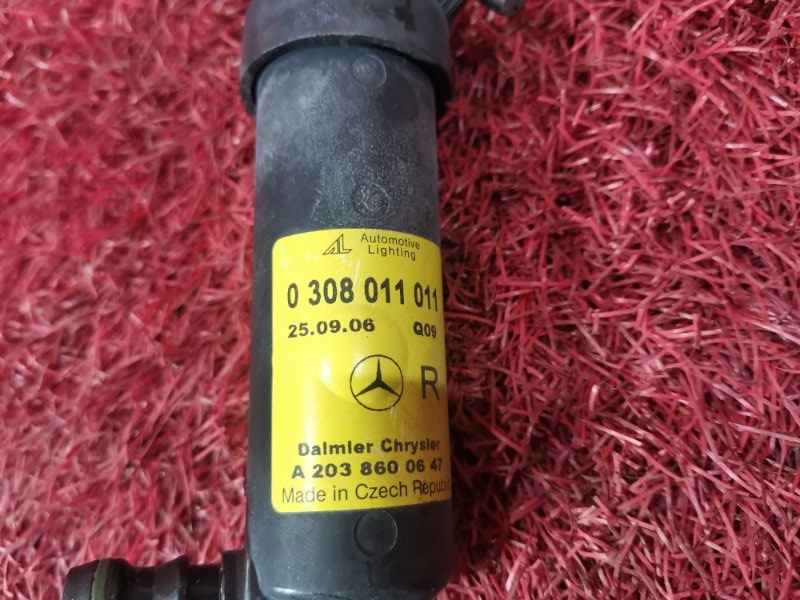 AL Automotive
Lighting
0 308 011 011
25.09.06 Q09
R
Daimler Chrysler
A 203 860 06 47
Made in Czech Republic